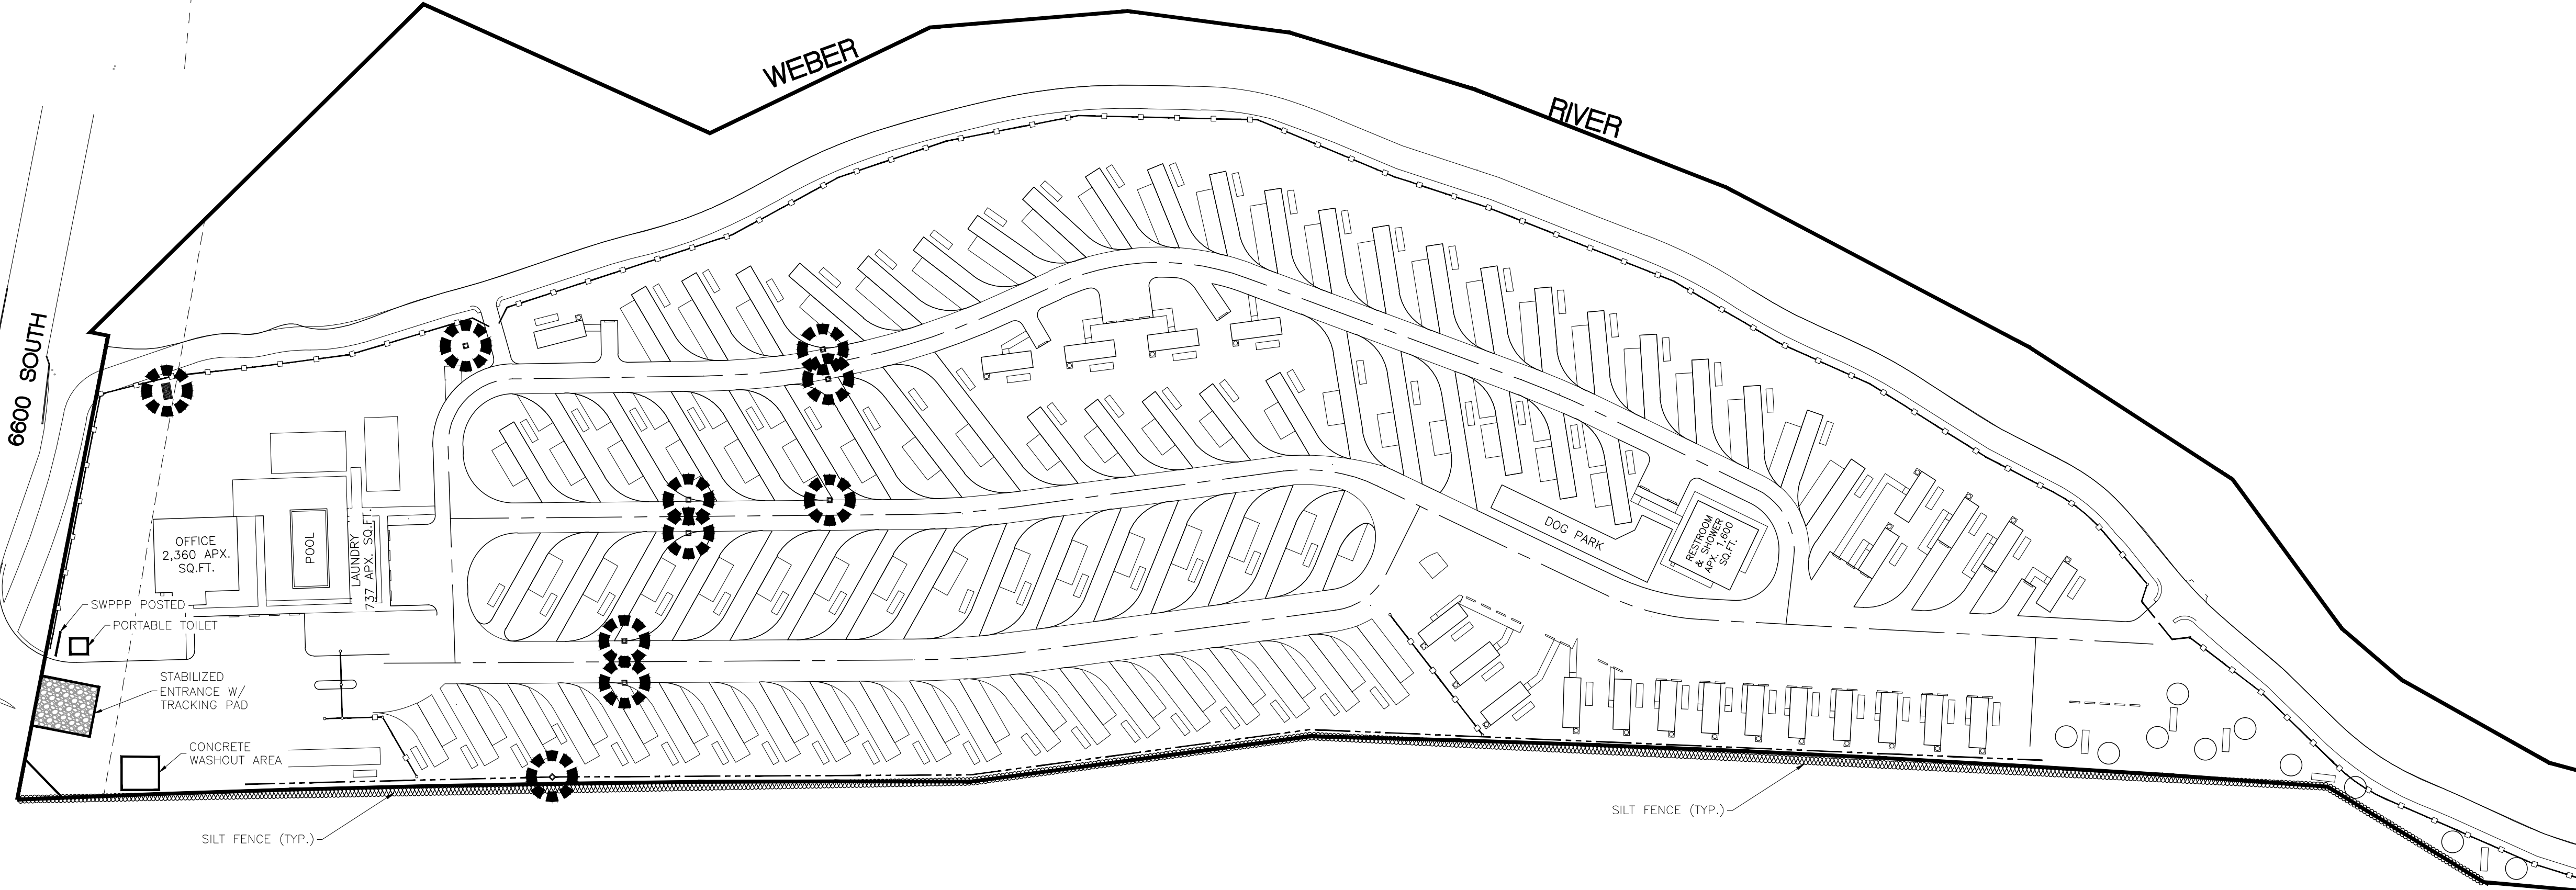 WEBER
RIVER
6600 SOUTH
OFFICE
2,360 APX.
SQ.FT.
POOL
LAUNDRY
737 APX. SQ.FT.
DOG PARK
RESTROOM
& SHOWER
APX. 1,600
SQ.FT.
SWPPP POSTED
PORTABLE TOILET
STABILIZED
ENTRANCE W/
TRACKING PAD
CONCRETE
WASHOUT AREA
SILT FENCE (TYP.)
SILT FENCE (TYP.)